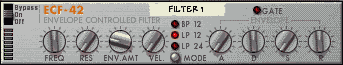 Bypass
On
Off
ECF-42
FILTER 1
GATE
ENVELOPE CONTROLLED FILTER
BP 12
LP 12
LP 24
ENVELOPE
FREQ
RES
ENV.AMT
VEL.
MODE
A
D
S
R